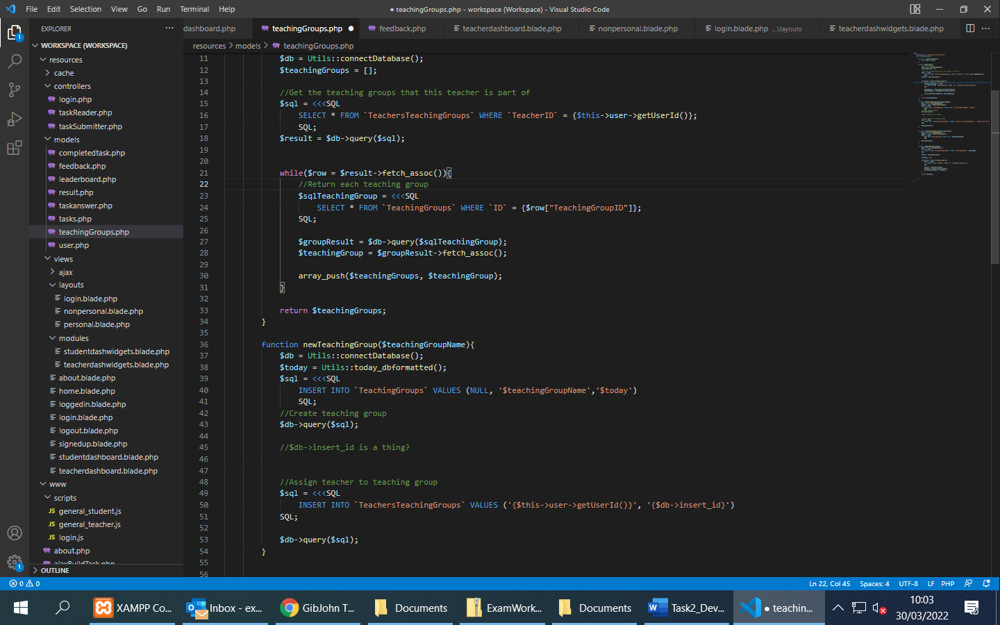 File Edit Selection View Go Run Terminal Help
● teachingGroups.php - workspace (Workspace) - Visual Studio Code
EXPLORER
dashboard.php teachingGroups.php ● feedback.php teacherdashboard.blade.php nonpersonal.blade.php login.blade.php ...\layouts teacherdashwidgets.blade.php
resources > models > teachingGroups.php
WORKSPACE (WORKSPACE)
resources
cache
controllers
login.php
taskReader.php
taskSubmitter.php
models
completedtask.php
feedback.php
leaderboard.php
result.php
taskanswer.php
tasks.php
teachingGroups.php
user.php
views
ajax
layouts
login.blade.php
nonpersonal.blade.php
personal.blade.php
modules
studentdashwidgets.blade.php
teacherdashwidgets.blade.php
about.blade.php
home.blade.php
loggedin.blade.php
login.blade.php
logout.blade.php
signedup.blade.php
studentdashboard.blade.php
teacherdashboard.blade.php
www
scripts
general_student.js
general_teacher.js
login.js
about.php
ajaxBuildTask.php
OUTLINE
1
1
11 $db = Utils::connectDatabase();
12 $teachingGroups = [];
13
14 //Get the teaching groups that this teacher is part of
15 $sql = <<<SQL
16 SELECT * FROM `TeachersTeachingGroups` WHERE `TeacherID` = {$this->user->getUserId()};
17 SQL;
18 $result = $db->query($sql);
19
20
21 while($row = $result->fetch_assoc()){
22 //Return each teaching group
23 $sqlTeachingGroup = <<<SQL
24 SELECT * FROM `TeachingGroups` WHERE `ID` = {$row["TeachingGroupID"]};
25 SQL;
26
27 $groupResult = $db->query($sqlTeachingGroup);
28 $teachingGroup = $groupResult->fetch_assoc();
29
30 array_push($teachingGroups, $teachingGroup);
31 }
32
33 return $teachingGroups;
34 }
35
36 function newTeachingGroup($teachingGroupName){
37 $db = Utils::connectDatabase();
38 $today = Utils::today_dbformatted();
39 $sql = <<<SQL
40 INSERT INTO `TeachingGroups` VALUES (NULL, '$teachingGroupName','$today')
41 SQL;
42 //Create teaching group
43 $db->query($sql);
44
45 //$db->insert_id is a thing?
46
47
48 //Assign teacher to teaching group
49 $sql = <<<SQL
50 INSERT INTO `TeachersTeachingGroups` VALUES ('{$this->user->getUserId()}', '{$db->insert_id}')
51 SQL;
52
53 $db->query($sql);
54 }
55
56
0 0 Ln 22, Col 45 Spaces: 4 UTF-8 LF PHP
XAMPP Co... Inbox - ex... GibJohn T... Documents ExamWork... Documents Task2_Dev... ● teachin...
10:03
30/03/2022